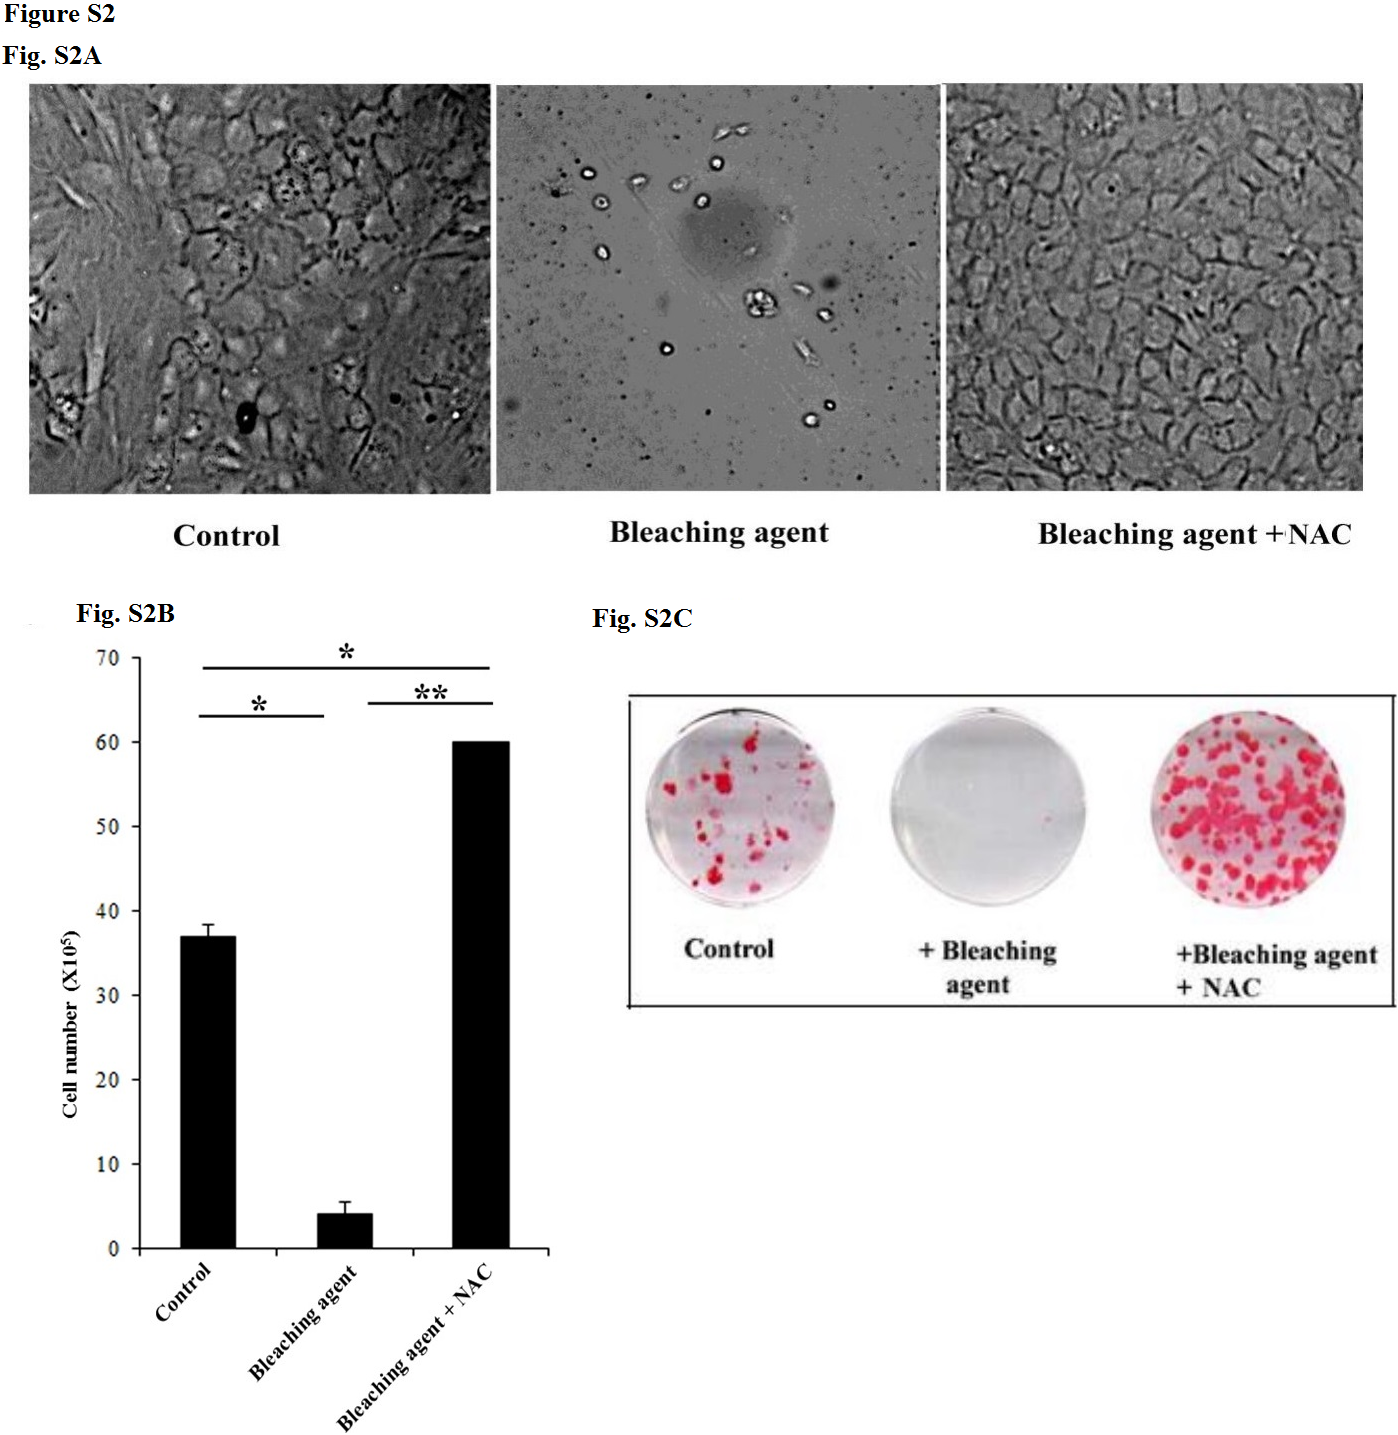 Figure S2
Fig. S2A
Control
Bleaching agent
Bleaching agent + NAC
Fig. S2B
*
*
**
70
60
50
40
30
20
10
0
Cell number (X10⁵)
Control
Bleaching agent
Bleaching agent + NAC
Fig. S2C
Control
+ Bleaching
agent
+Bleaching agent
+ NAC